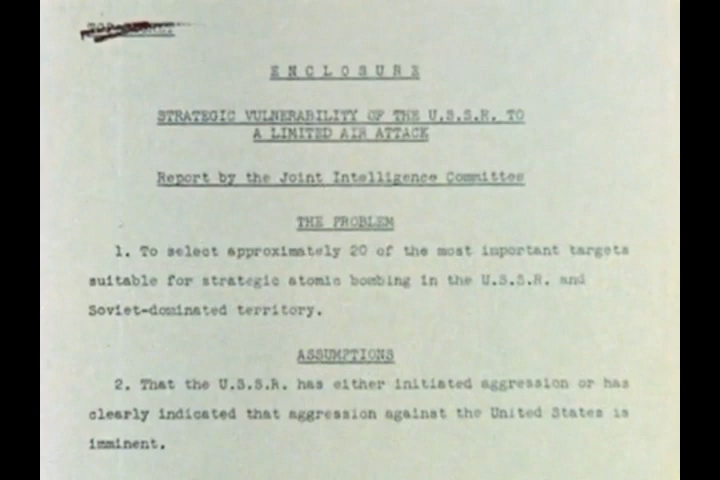 TOP SECRET
E N C L O S U R E
STRATEGIC VULNERABILITY OF THE U.S.S.R. TO
A LIMITED AIR ATTACK
Report by the Joint Intelligence Committee
THE PROBLEM
1. To select approximately 20 of the most important targets
suitable for strategic atomic bombing in the U.S.S.R. and
Soviet-dominated territory.
ASSUMPTIONS
2. That the U.S.S.R. has either initiated aggression or has
clearly indicated that aggression against the United States is
imminent.